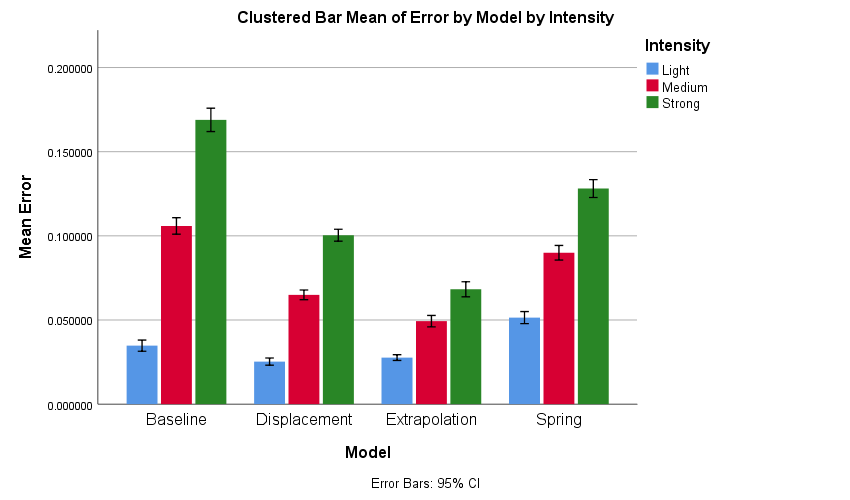 Clustered Bar Mean of Error by Model by Intensity
Intensity
Light
Medium
Strong
Mean Error
0.200000
0.150000
0.100000
0.050000
0.000000
Baseline Displacement Extrapolation Spring
Model
Error Bars: 95% CI